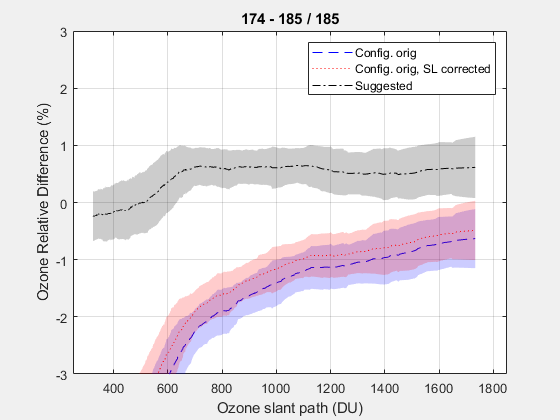 174 - 185 / 185
3
2
1
0
-1
-2
-3
Ozone Relative Difference (%)
Config. orig
Config. orig, SL corrected
Suggested
400 600 800 1000 1200 1400 1600 1800
Ozone slant path (DU)